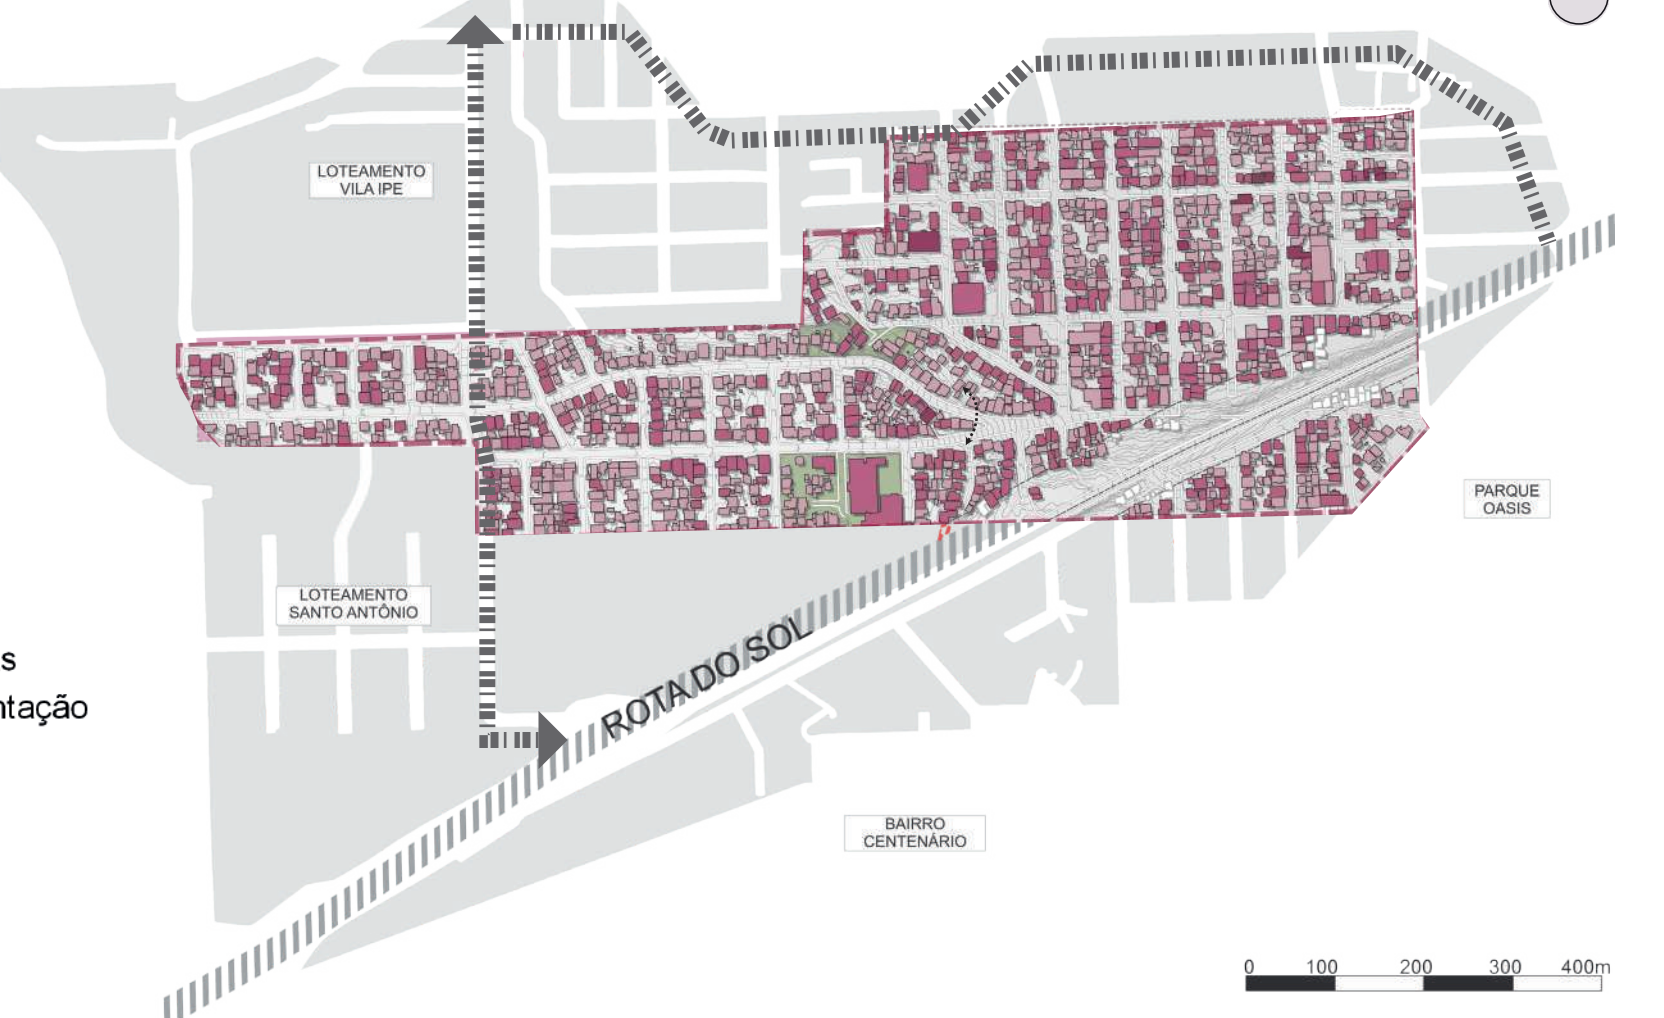 LOTEAMENTO
VILA IPE
PARQUE
OASIS
LOTEAMENTO
SANTO ANTÔNIO
ROTA DO SOL
s
ntação
BAIRRO
CENTENÁRIO
0 100 200 300 400m